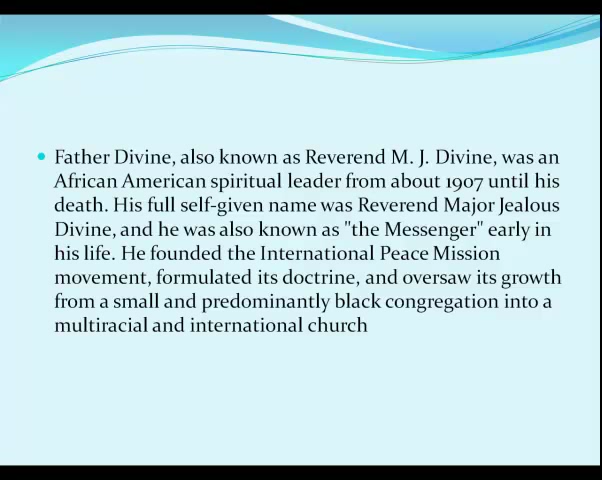 Father Divine, also known as Reverend M. J. Divine, was an
African American spiritual leader from about 1907 until his
death. His full self-given name was Reverend Major Jealous
Divine, and he was also known as "the Messenger" early in
his life. He founded the International Peace Mission
movement, formulated its doctrine, and oversaw its growth
from a small and predominantly black congregation into a
multiracial and international church